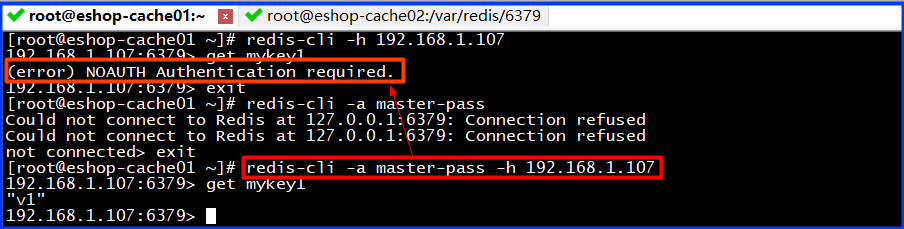 root@eshop-cache01:~ x root@eshop-cache02:/var/redis/6379
[root@eshop-cache01 ~]# redis-cli -h 192.168.1.107
192.168.1.107:6379> get mykey1
(error) NOAUTH Authentication required.
192.168.1.107:6379> exit
[root@eshop-cache01 ~]# redis-cli -a master-pass
Could not connect to Redis at 127.0.0.1:6379: Connection refused
Could not connect to Redis at 127.0.0.1:6379: Connection refused
not connected> exit
[root@eshop-cache01 ~]# redis-cli -a master-pass -h 192.168.1.107
192.168.1.107:6379> get mykey1
"v1"
192.168.1.107:6379>